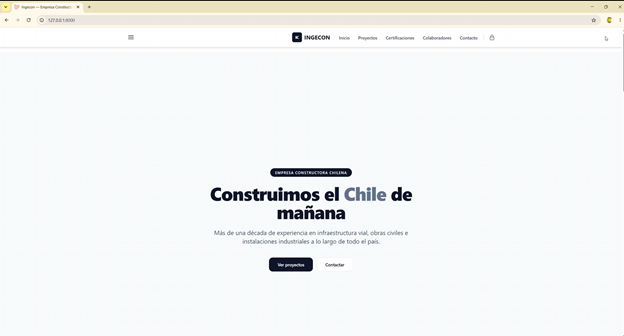 Ingecon — Empresa Construct
127.0.0.1:8000
INGECON
Inicio
Proyectos
Certificaciones
Colaboradores
Contacto
EMPRESA CONSTRUCTORA CHILENA
Construimos el Chile de
mañana
Más de una década de experiencia en infraestructura vial, obras civiles e
instalaciones industriales a lo largo de todo el país.
Ver proyectos
Contactar